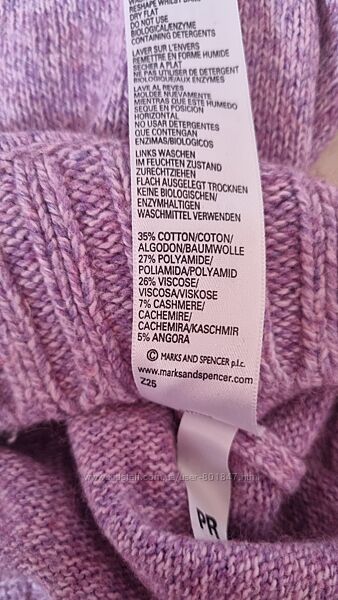 RESHAPE WHILST DAMP
DRY FLAT
DO NOT USE
BIOLOGICAL/ENZYME
CONTAINING DETERGENTS
LAVER SUR L'ENVERS
REMETTRE EN FORME HUMIDE
SECHER A PLAT
NE PAS UTILISER DE DETERGENT
BIOLOGIQUE/AUX ENZYMES
LAVE AL REVES
MOLDEE NUEVAMENTE
MIENTRAS QUE ESTE HUMEDO
SEQUE EN POSICION
HORIZONTAL
NO USAR DETERGENTES
QUE CONTENGAN
ENZIMAS/BIOLOGICOS
LINKS WASCHEN
IM FEUCHTEN ZUSTAND
ZURECHTZIEHEN
FLACH AUSGELEGT TROCKNEN
KEINE BIOLOGISCHEN/
ENZYMHALTIGEN
WASCHMITTEL VERWENDEN
35% COTTON/COTON/
ALGODON/BAUMWOLLE
27% POLYAMIDE/
POLIAMIDA/POLYAMID
26% VISCOSE/
VISCOSA/VISKOSE
7% CASHMERE/
CACHEMIRE/
CACHEMIRA/KASCHMIR
5% ANGORA
© MARKS AND SPENCER p.l.c.
www.marksandspencer.com
Z25
PR